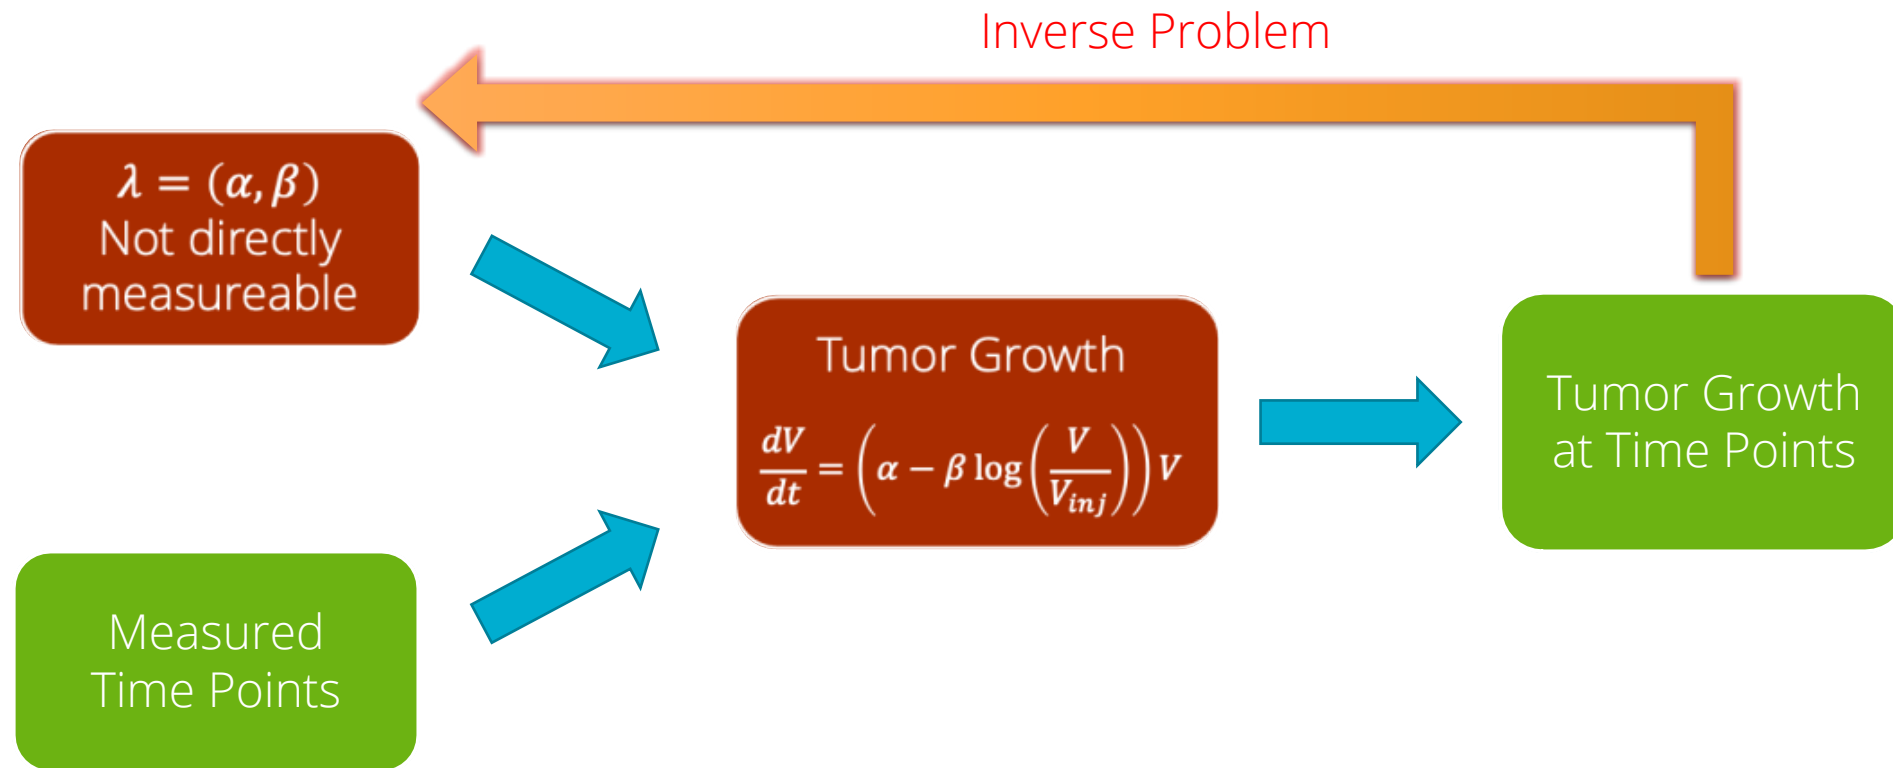 Inverse Problem
λ = (α, β)
Not directly
measureable
Tumor Growth
dV/dt = (α − β log(V/V_inj))V
Tumor Growth
at Time Points
Measured
Time Points